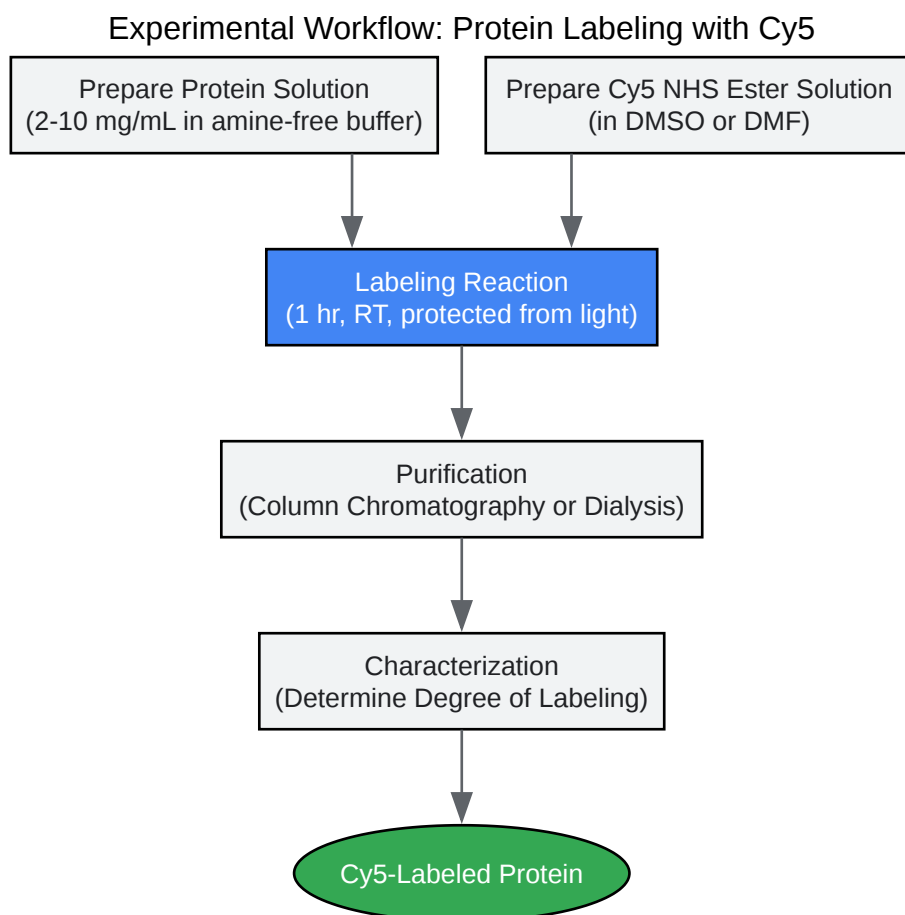 Experimental Workflow: Protein Labeling with Cy5
Prepare Protein Solution
(2-10 mg/mL in amine-free buffer)
Prepare Cy5 NHS Ester Solution
(in DMSO or DMF)
Labeling Reaction
(1 hr, RT, protected from light)
Purification
(Column Chromatography or Dialysis)
Characterization
(Determine Degree of Labeling)
Cy5-Labeled Protein